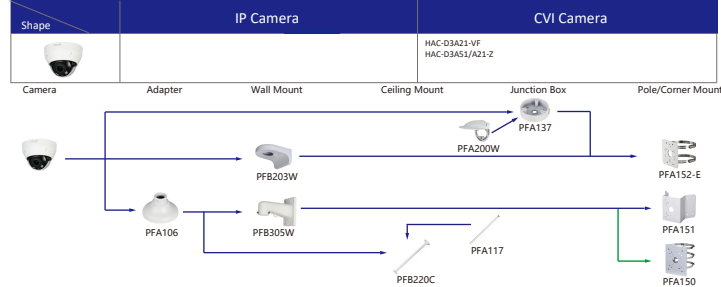 Shape
IP Camera
CVI Camera
HAC-D3A21-VF
HAC-D3A51/A21-Z
Camera
Adapter
Wall Mount
Ceiling Mount
Junction Box
Pole/Corner Mount
PFA137
PFA200W
PFB203W
PFA152-E
PFA106
PFB305W
PFA151
PFA117
PFB220C
PFA150